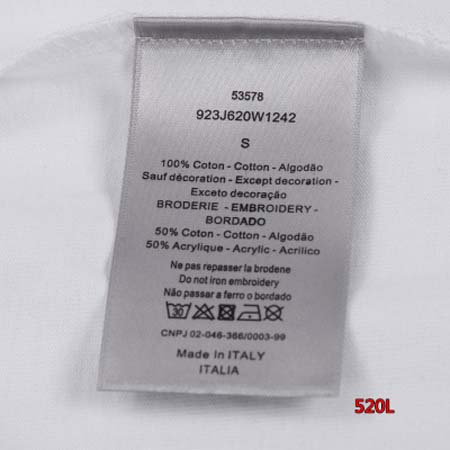 53578
923J620W1242
S
100% Coton - Cotton - Algodão
Sauf décoration - Except decoration -
Exceto decoração
BRODERIE - EMBROIDERY -
BORDADO
50% Coton - Cotton - Algodão
50% Acrylique - Acrylic - Acrilico
Ne pas repasser la brodene
Do not iron embroidery
Não passar a ferro o bordado
30
CNPJ 02-046-366/0003-99
Made In ITALY
ITALIA
520L